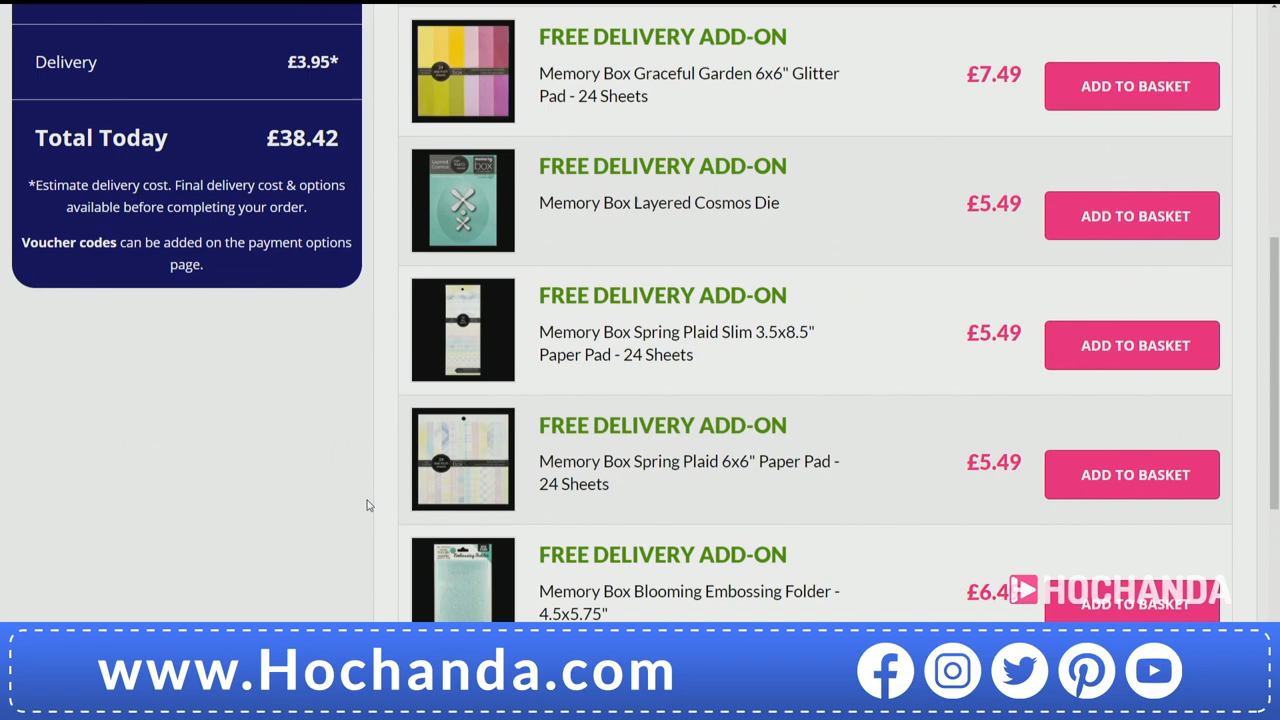 Delivery £3.95*
Total Today £38.42
*Estimate delivery cost. Final delivery cost & options
available before completing your order.
Voucher codes can be added on the payment options
page.
FREE DELIVERY ADD-ON
Memory Box Graceful Garden 6x6" Glitter
Pad - 24 Sheets
£7.49
ADD TO BASKET
FREE DELIVERY ADD-ON
Memory Box Layered Cosmos Die
£5.49
ADD TO BASKET
FREE DELIVERY ADD-ON
Memory Box Spring Plaid Slim 3.5x8.5"
Paper Pad - 24 Sheets
£5.49
ADD TO BASKET
FREE DELIVERY ADD-ON
Memory Box Spring Plaid 6x6" Paper Pad -
24 Sheets
£5.49
ADD TO BASKET
FREE DELIVERY ADD-ON
Memory Box Blooming Embossing Folder -
4.5x5.75"
ADD TO BASKET
HOCHANDA
www.Hochanda.com